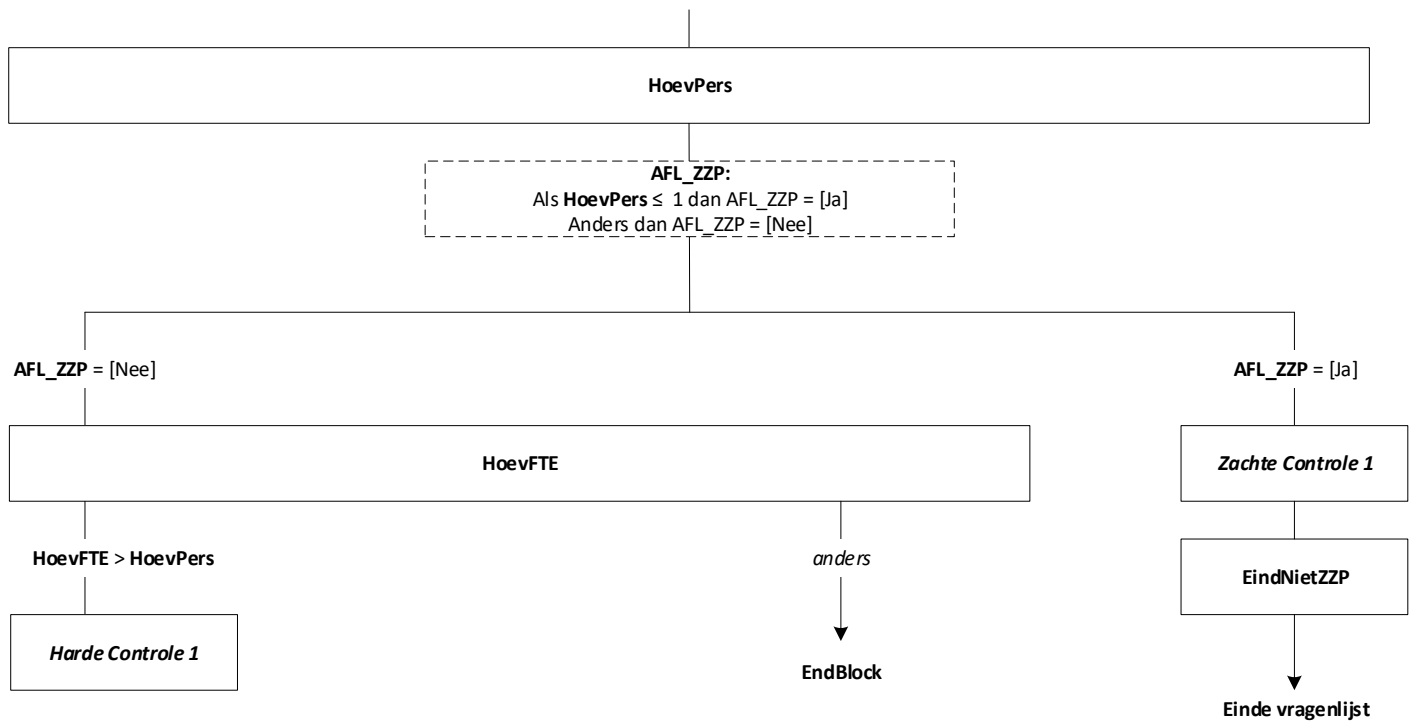 HoevPers
AFL_ZZP:
Als HoevPers ≤ 1 dan AFL_ZZP = [Ja]
Anders dan AFL_ZZP = [Nee]
AFL_ZZP = [Nee]
AFL_ZZP = [Ja]
HoevFTE
Zachte Controle 1
HoevFTE > HoevPers
anders
EindNietZZP
Harde Controle 1
EndBlock
Einde vragenlijst